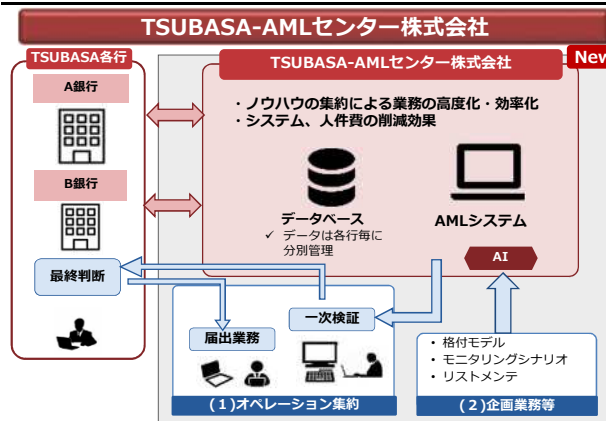 TSUBASA-AMLセンター株式会社
TSUBASA各行
A銀行
B銀行
最終判断
New
TSUBASA-AMLセンター株式会社
・ノウハウの集約による業務の高度化・効率化
・システム、人件費の削減効果
データベース
✓ データは各行毎に
分別管理
AMLシステム
AI
一次検証
届出業務
(1)オペレーション集約
・格付モデル
・モニタリングシナリオ
・リストメンテ
(2)企画業務等